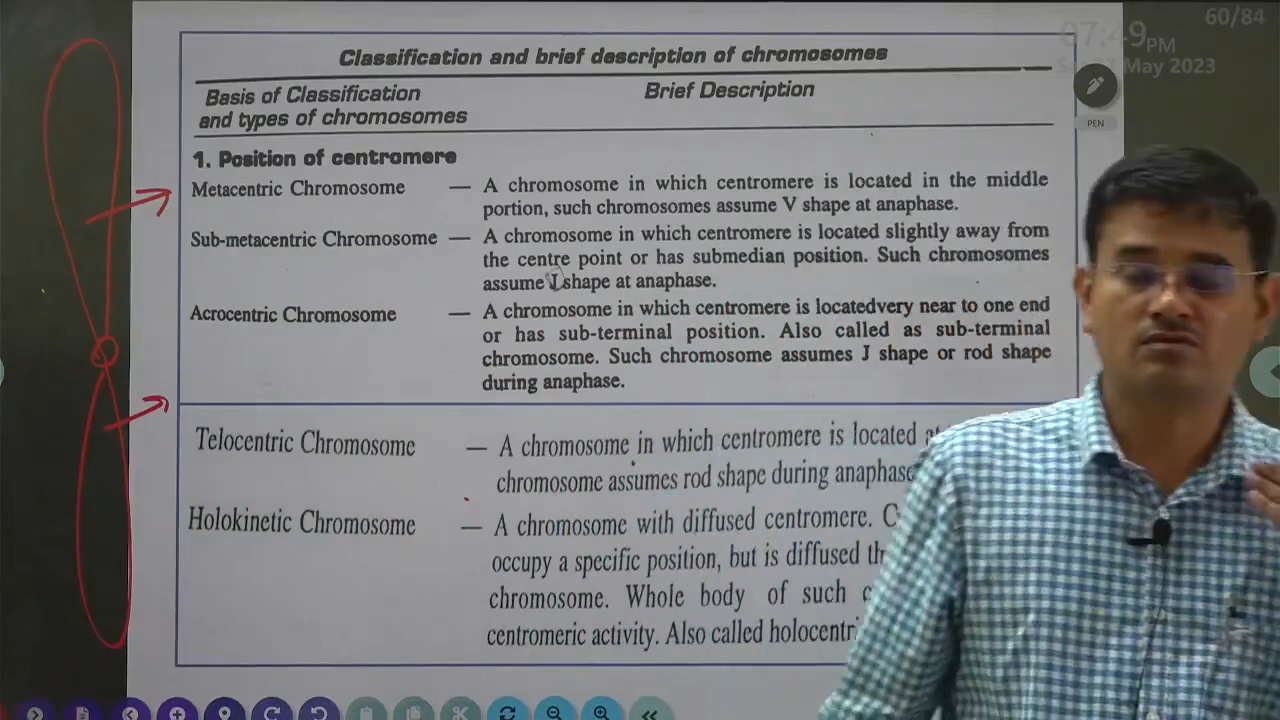 60/84
07:49 PM
May 2023
PEN
Classification and brief description of chromosomes
Basis of Classification
and types of chromosomes
Brief Description
1. Position of centromere
Metacentric Chromosome — A chromosome in which centromere is located in the middle
portion, such chromosomes assume V shape at anaphase.
Sub-metacentric Chromosome — A chromosome in which centromere is located slightly away from
the centre point or has submedian position. Such chromosomes
assume J shape at anaphase.
Acrocentric Chromosome — A chromosome in which centromere is locatedvery near to one end
or has sub-terminal position. Also called as sub-terminal
chromosome. Such chromosome assumes J shape or rod shape
during anaphase.
Telocentric Chromosome — A chromosome in which centromere is located
chromosome assumes rod shape during anaphase
Holokinetic Chromosome — A chromosome with diffused centromere.
occupy a specific position, but is diffused
chromosome. Whole body of such
centromeric activity. Also called